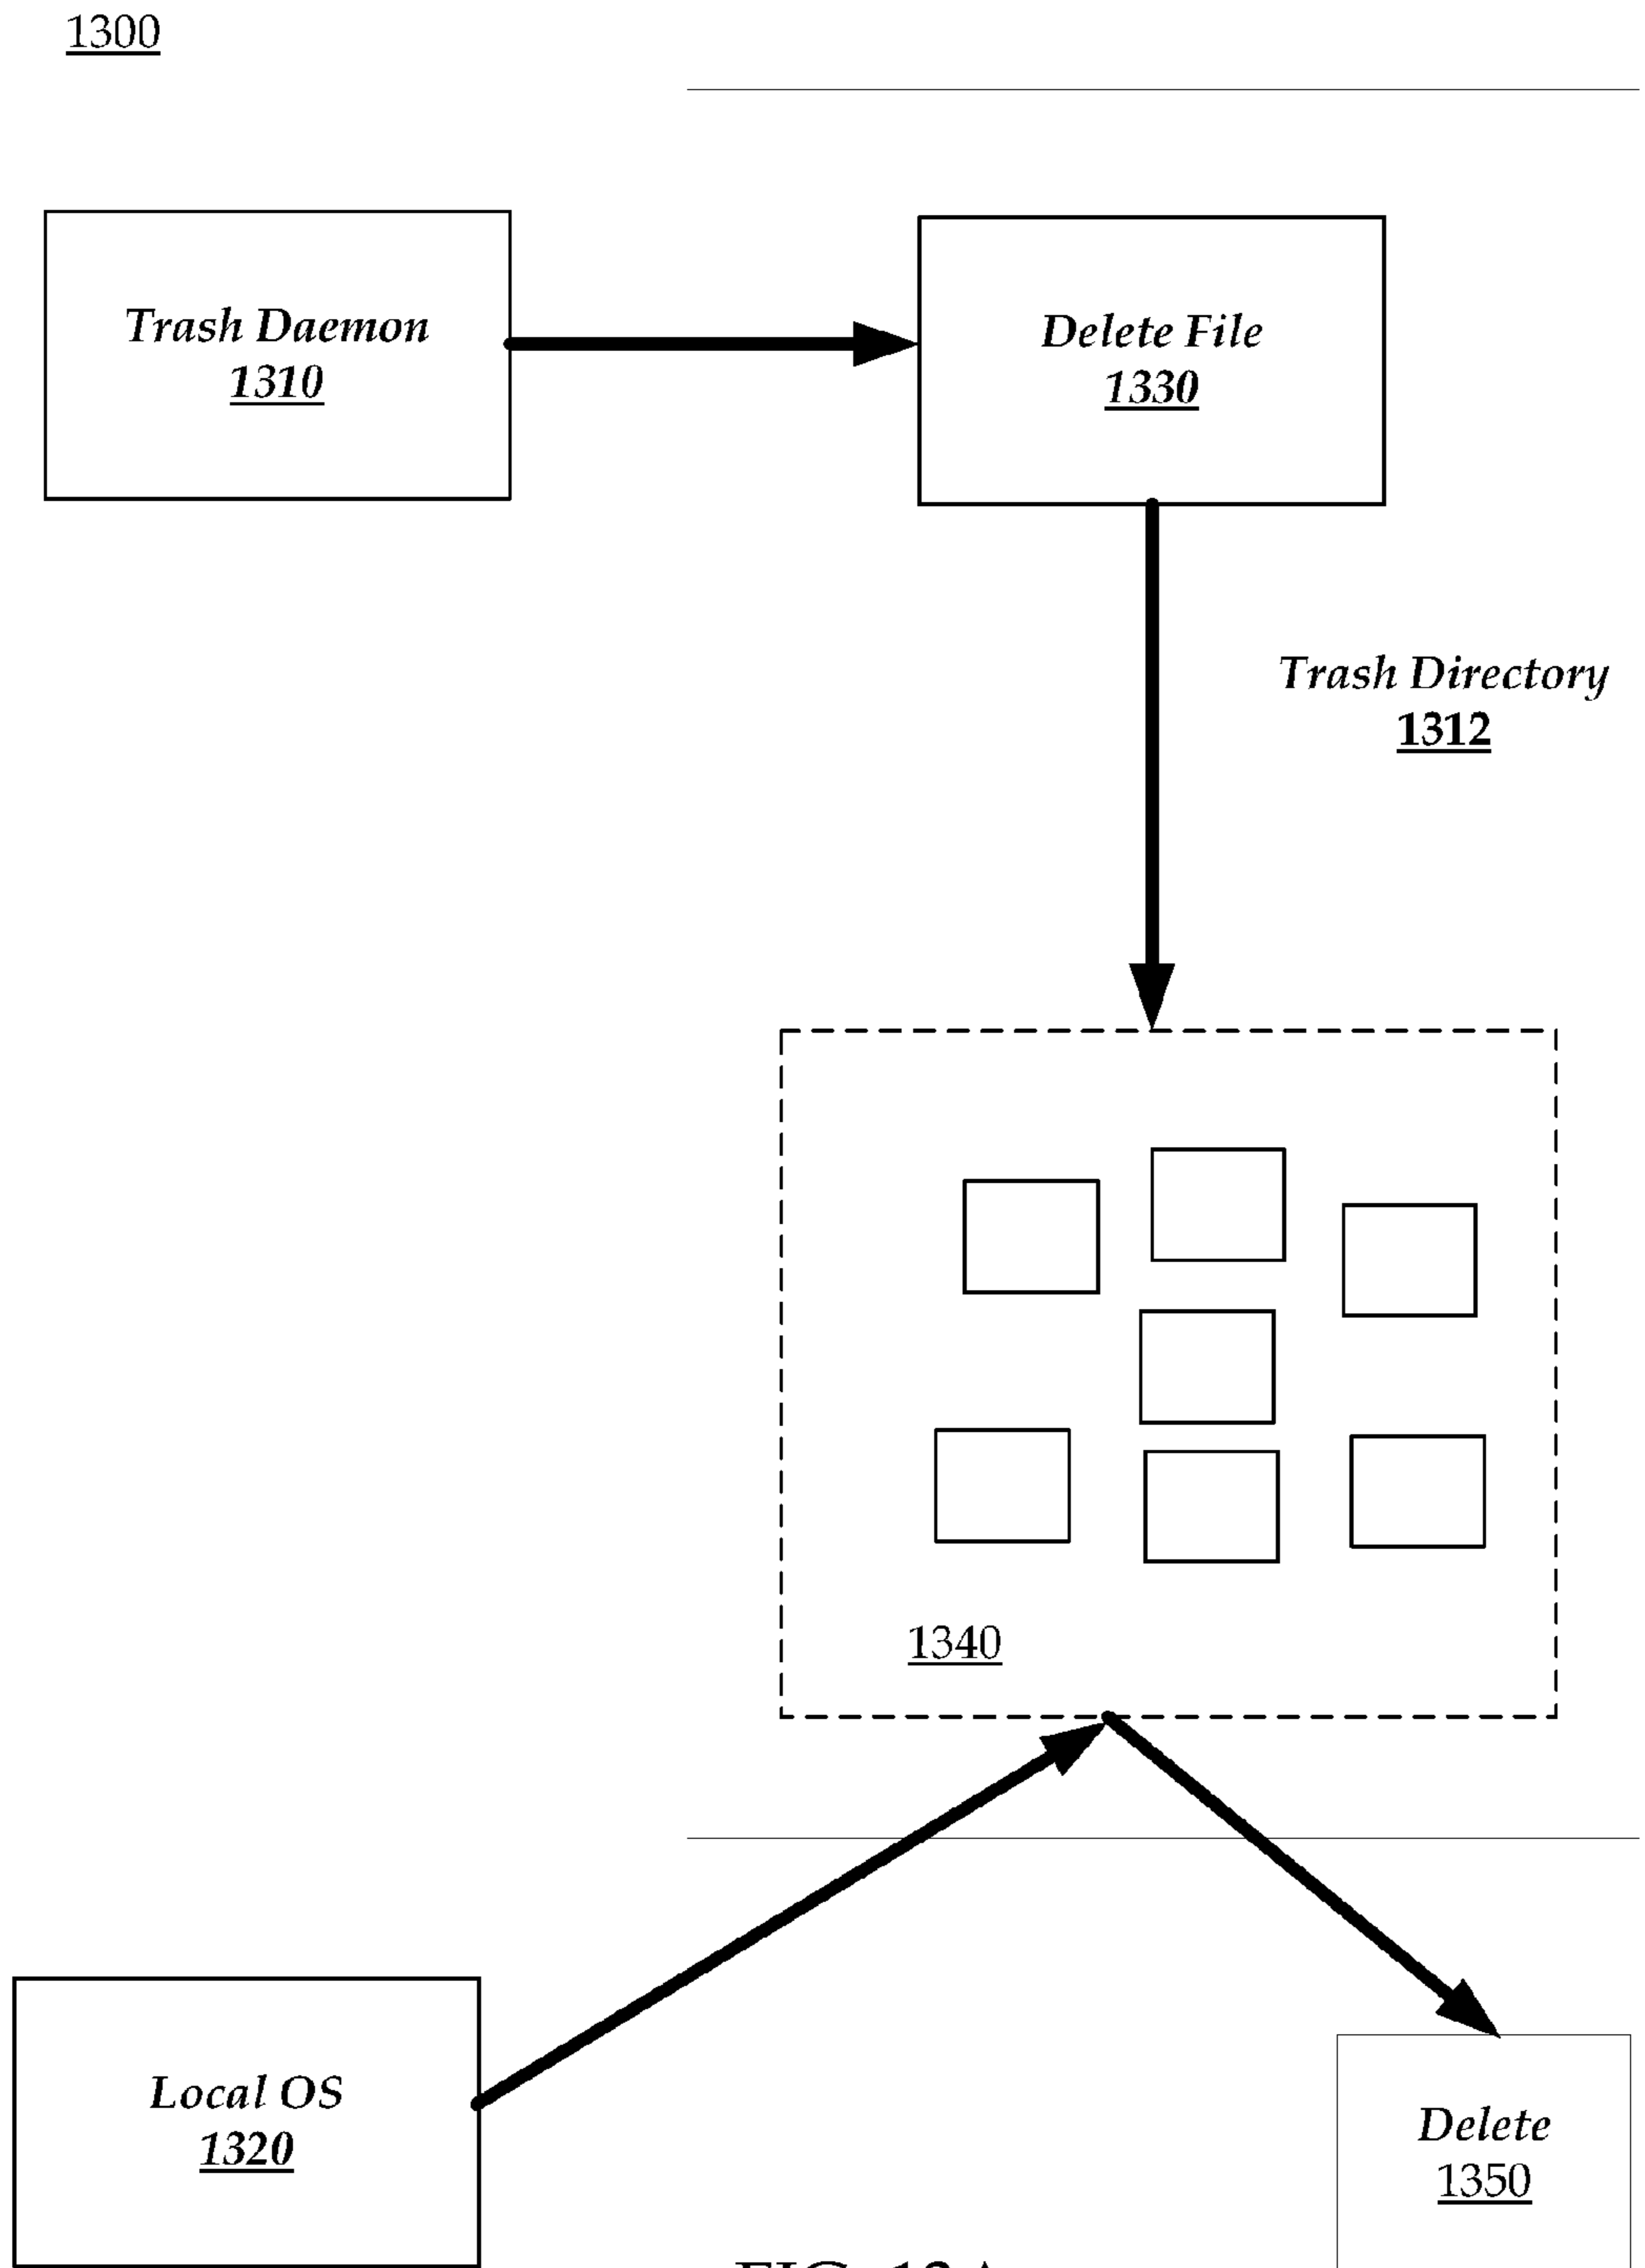 1300
Trash Daemon
1310
Delete File
1330
Trash Directory
1312
1340
Local OS
1320
Delete
1350